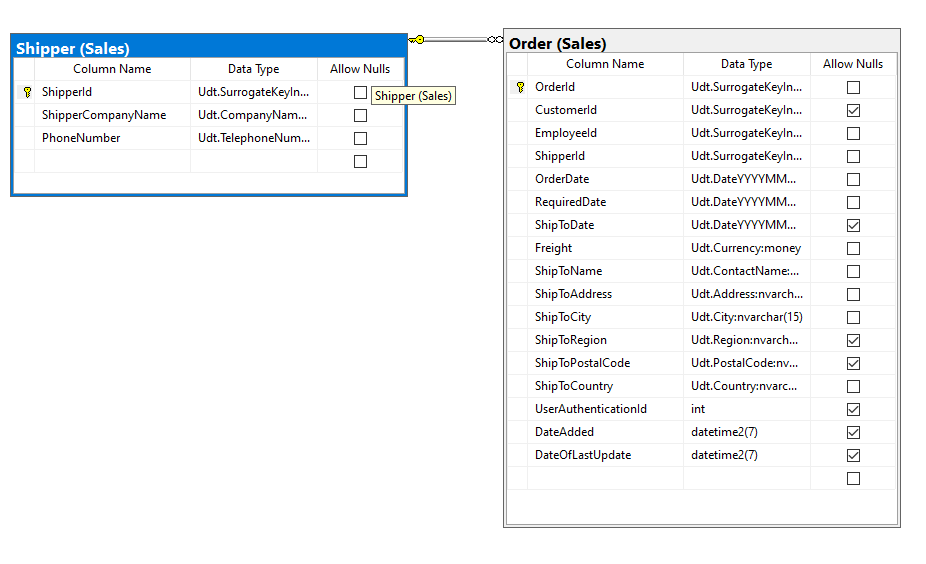 Shipper (Sales)
Column Name Data Type Allow Nulls
ShipperId Udt.SurrogateKeyIn...
ShipperCompanyName Udt.CompanyNam...
PhoneNumber Udt.TelephoneNum...
Shipper (Sales)
Order (Sales)
Column Name Data Type Allow Nulls
OrderId Udt.SurrogateKeyIn...
CustomerId Udt.SurrogateKeyIn...
EmployeeId Udt.SurrogateKeyIn...
ShipperId Udt.SurrogateKeyIn...
OrderDate Udt.DateYYYYMM...
RequiredDate Udt.DateYYYYMM...
ShipToDate Udt.DateYYYYMM...
Freight Udt.Currency:money
ShipToName Udt.ContactName:...
ShipToAddress Udt.Address:nvarch...
ShipToCity Udt.City:nvarchar(15)
ShipToRegion Udt.Region:nvarch...
ShipToPostalCode Udt.PostalCode:nv...
ShipToCountry Udt.Country:nvarc...
UserAuthenticationId int
DateAdded datetime2(7)
DateOfLastUpdate datetime2(7)